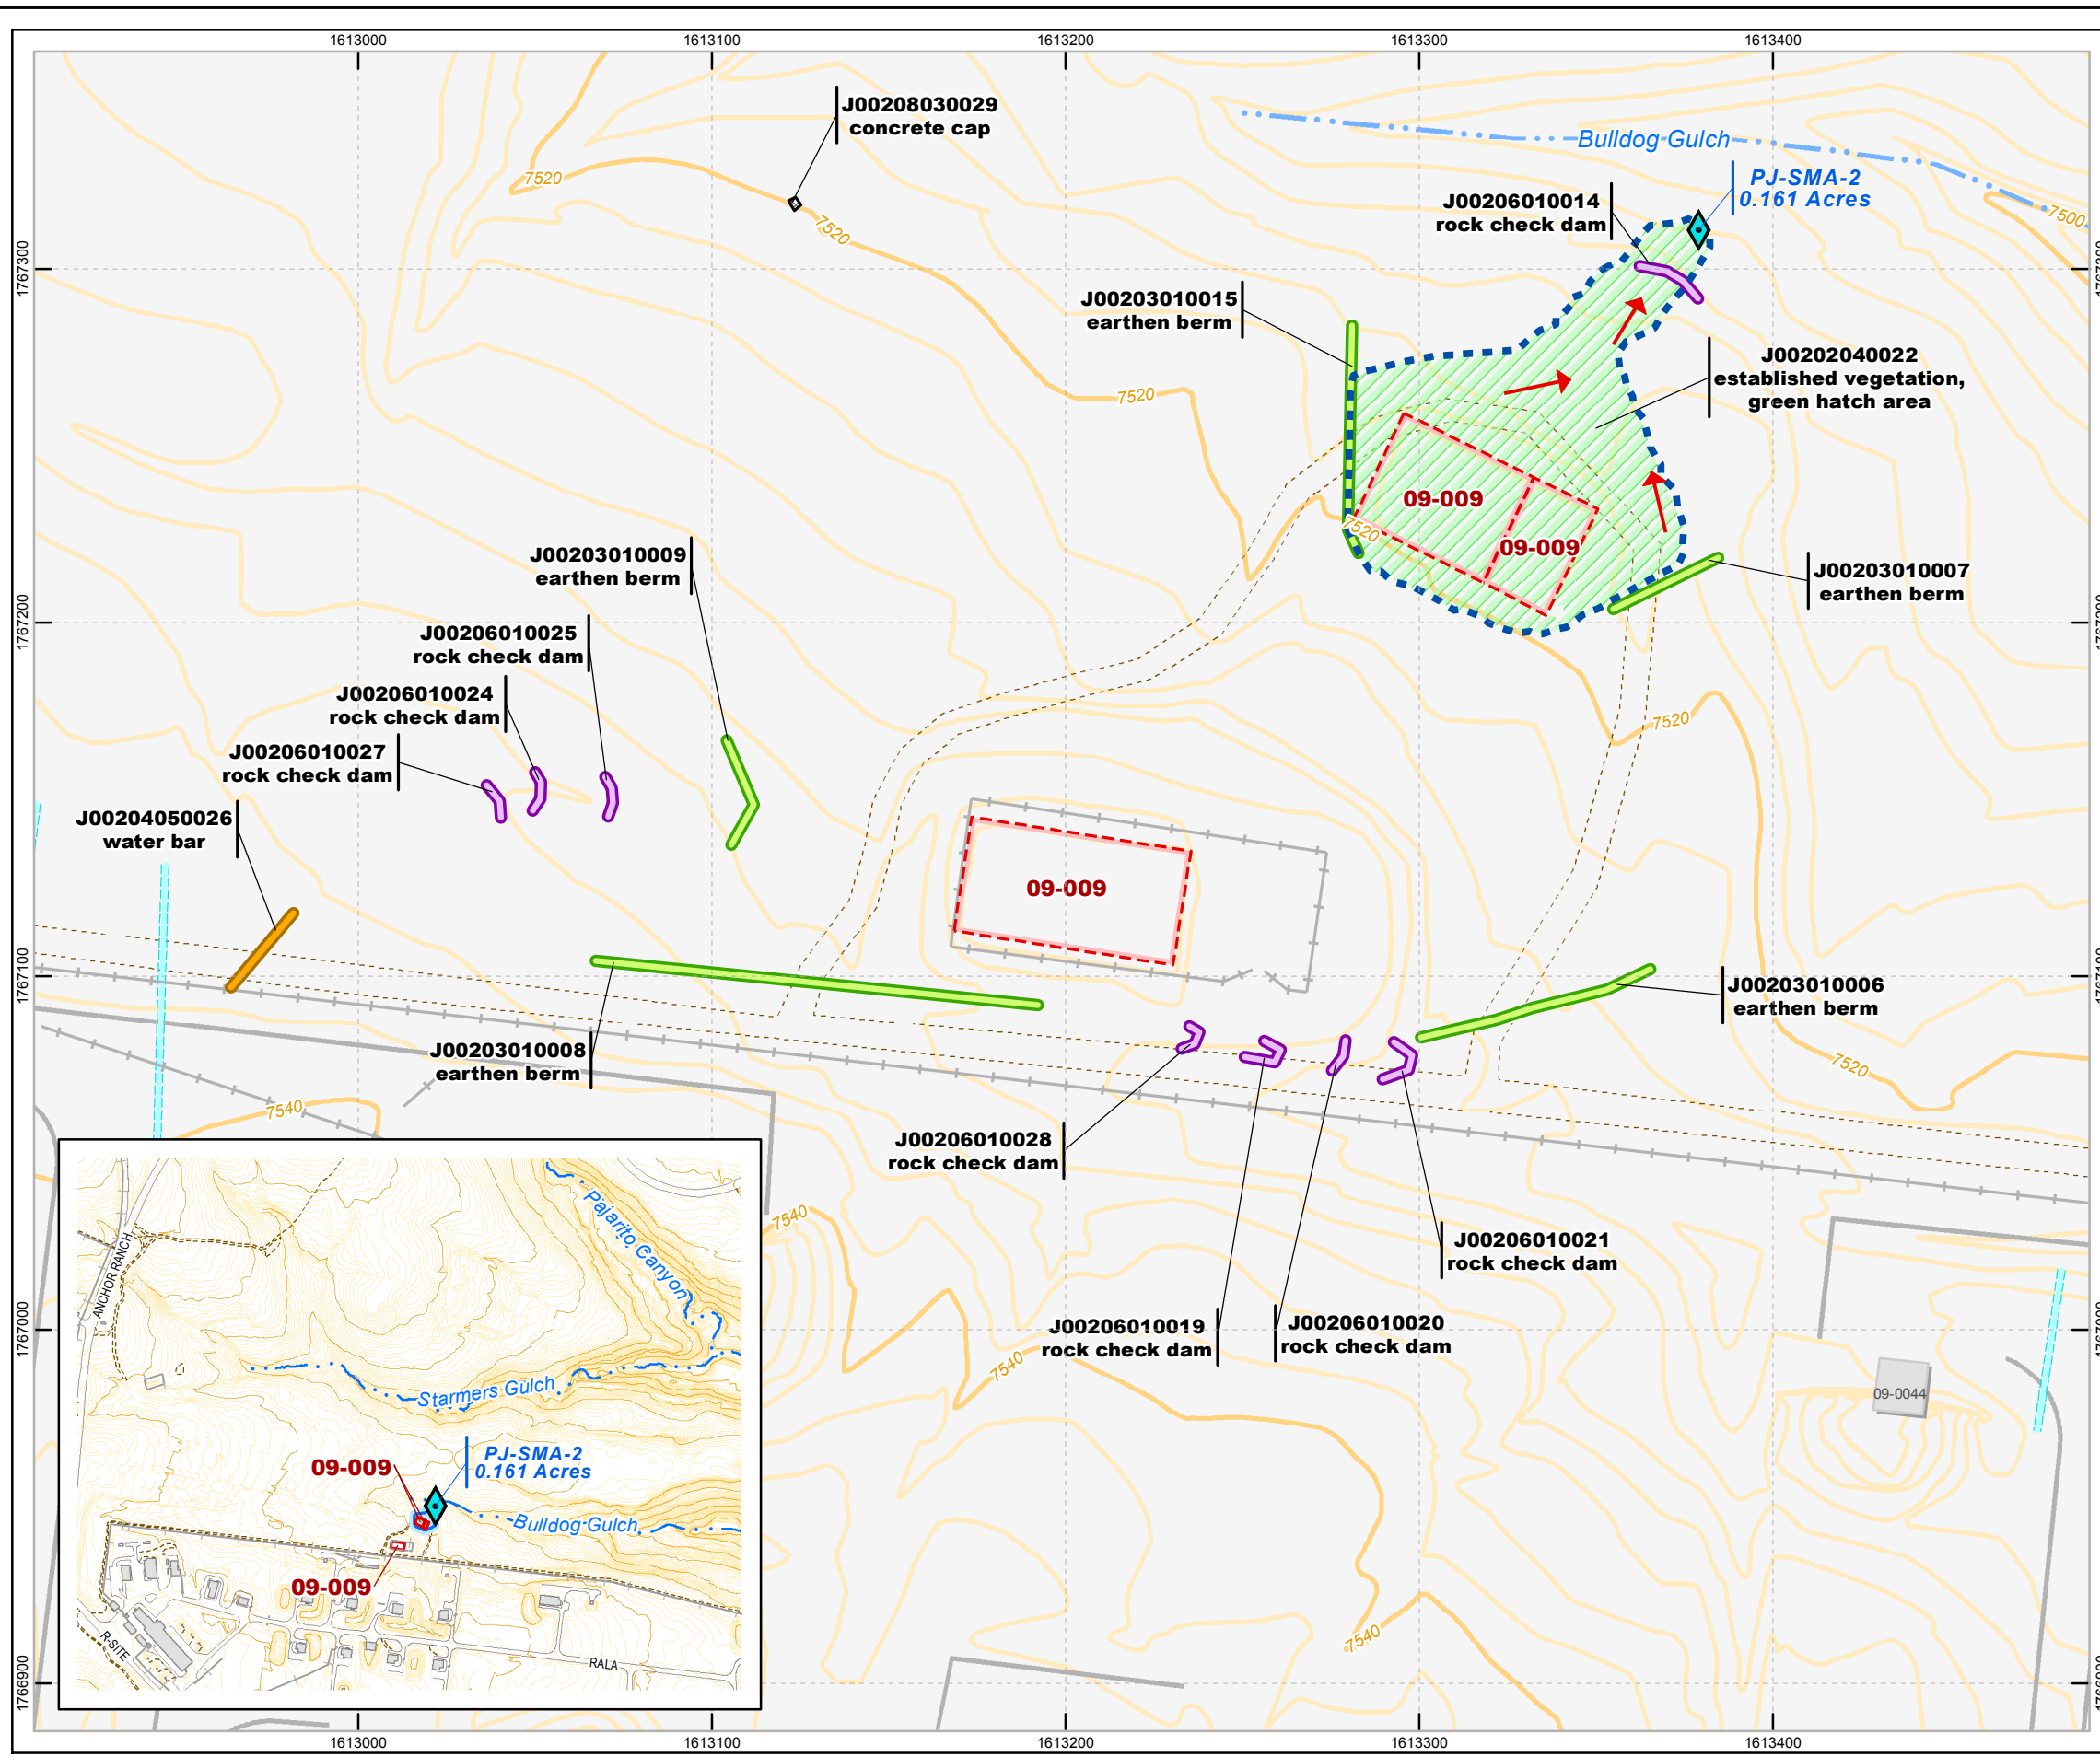 1613000 1613100 1613200 1613300 1613400
J00208030029
concrete cap
Bulldog Gulch
PJ-SMA-2
0.161 Acres
7520
J00206010014
rock check dam
7500
7520
1767300
J00203010015
earthen berm
J00202040022
established vegetation,
green hatch area
7520
09-009
7520
09-009
J00203010009
earthen berm
J00203010007
earthen berm
1767200
J00206010025
rock check dam
J00206010024
rock check dam
7520
J00206010027
rock check dam
J00204050026
water bar
09-009
1767100
J00203010006
earthen berm
J00203010008
earthen berm
7520
7540
J00206010028
rock check dam
7540
J00206010021
rock check dam
J00206010019
rock check dam
J00206010020
rock check dam
1767000
7540
09-0044
7540
1766900
Pajarito Canyon
ANCHOR RANCH
Starmers Gulch
PJ-SMA-2
0.161 Acres
09-009
Bulldog Gulch
09-009
R-SITE
RALA
1613000 1613100 1613200 1613300 1613400